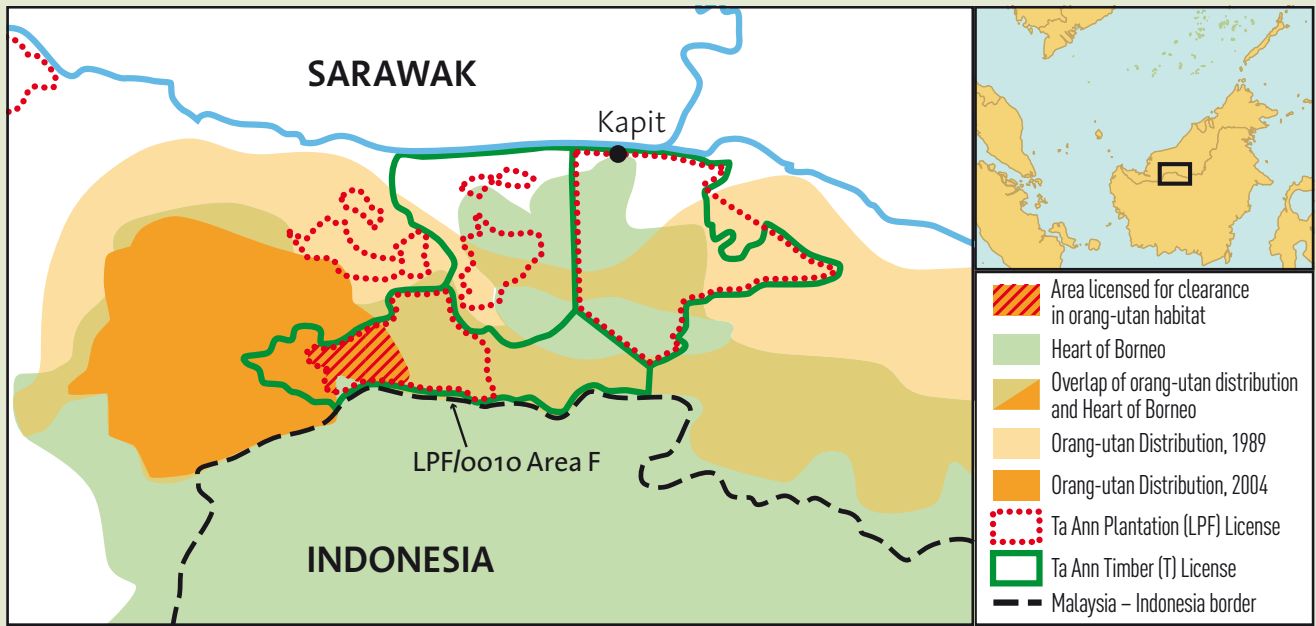 SARAWAK
Kapit
LPF/0010 Area F
INDONESIA
Area licensed for clearance
in orang-utan habitat
Heart of Borneo
Overlap of orang-utan distribution
and Heart of Borneo
Orang-utan Distribution, 1989
Orang-utan Distribution, 2004
Ta Ann Plantation (LPF) License
Ta Ann Timber (T) License
Malaysia – Indonesia border